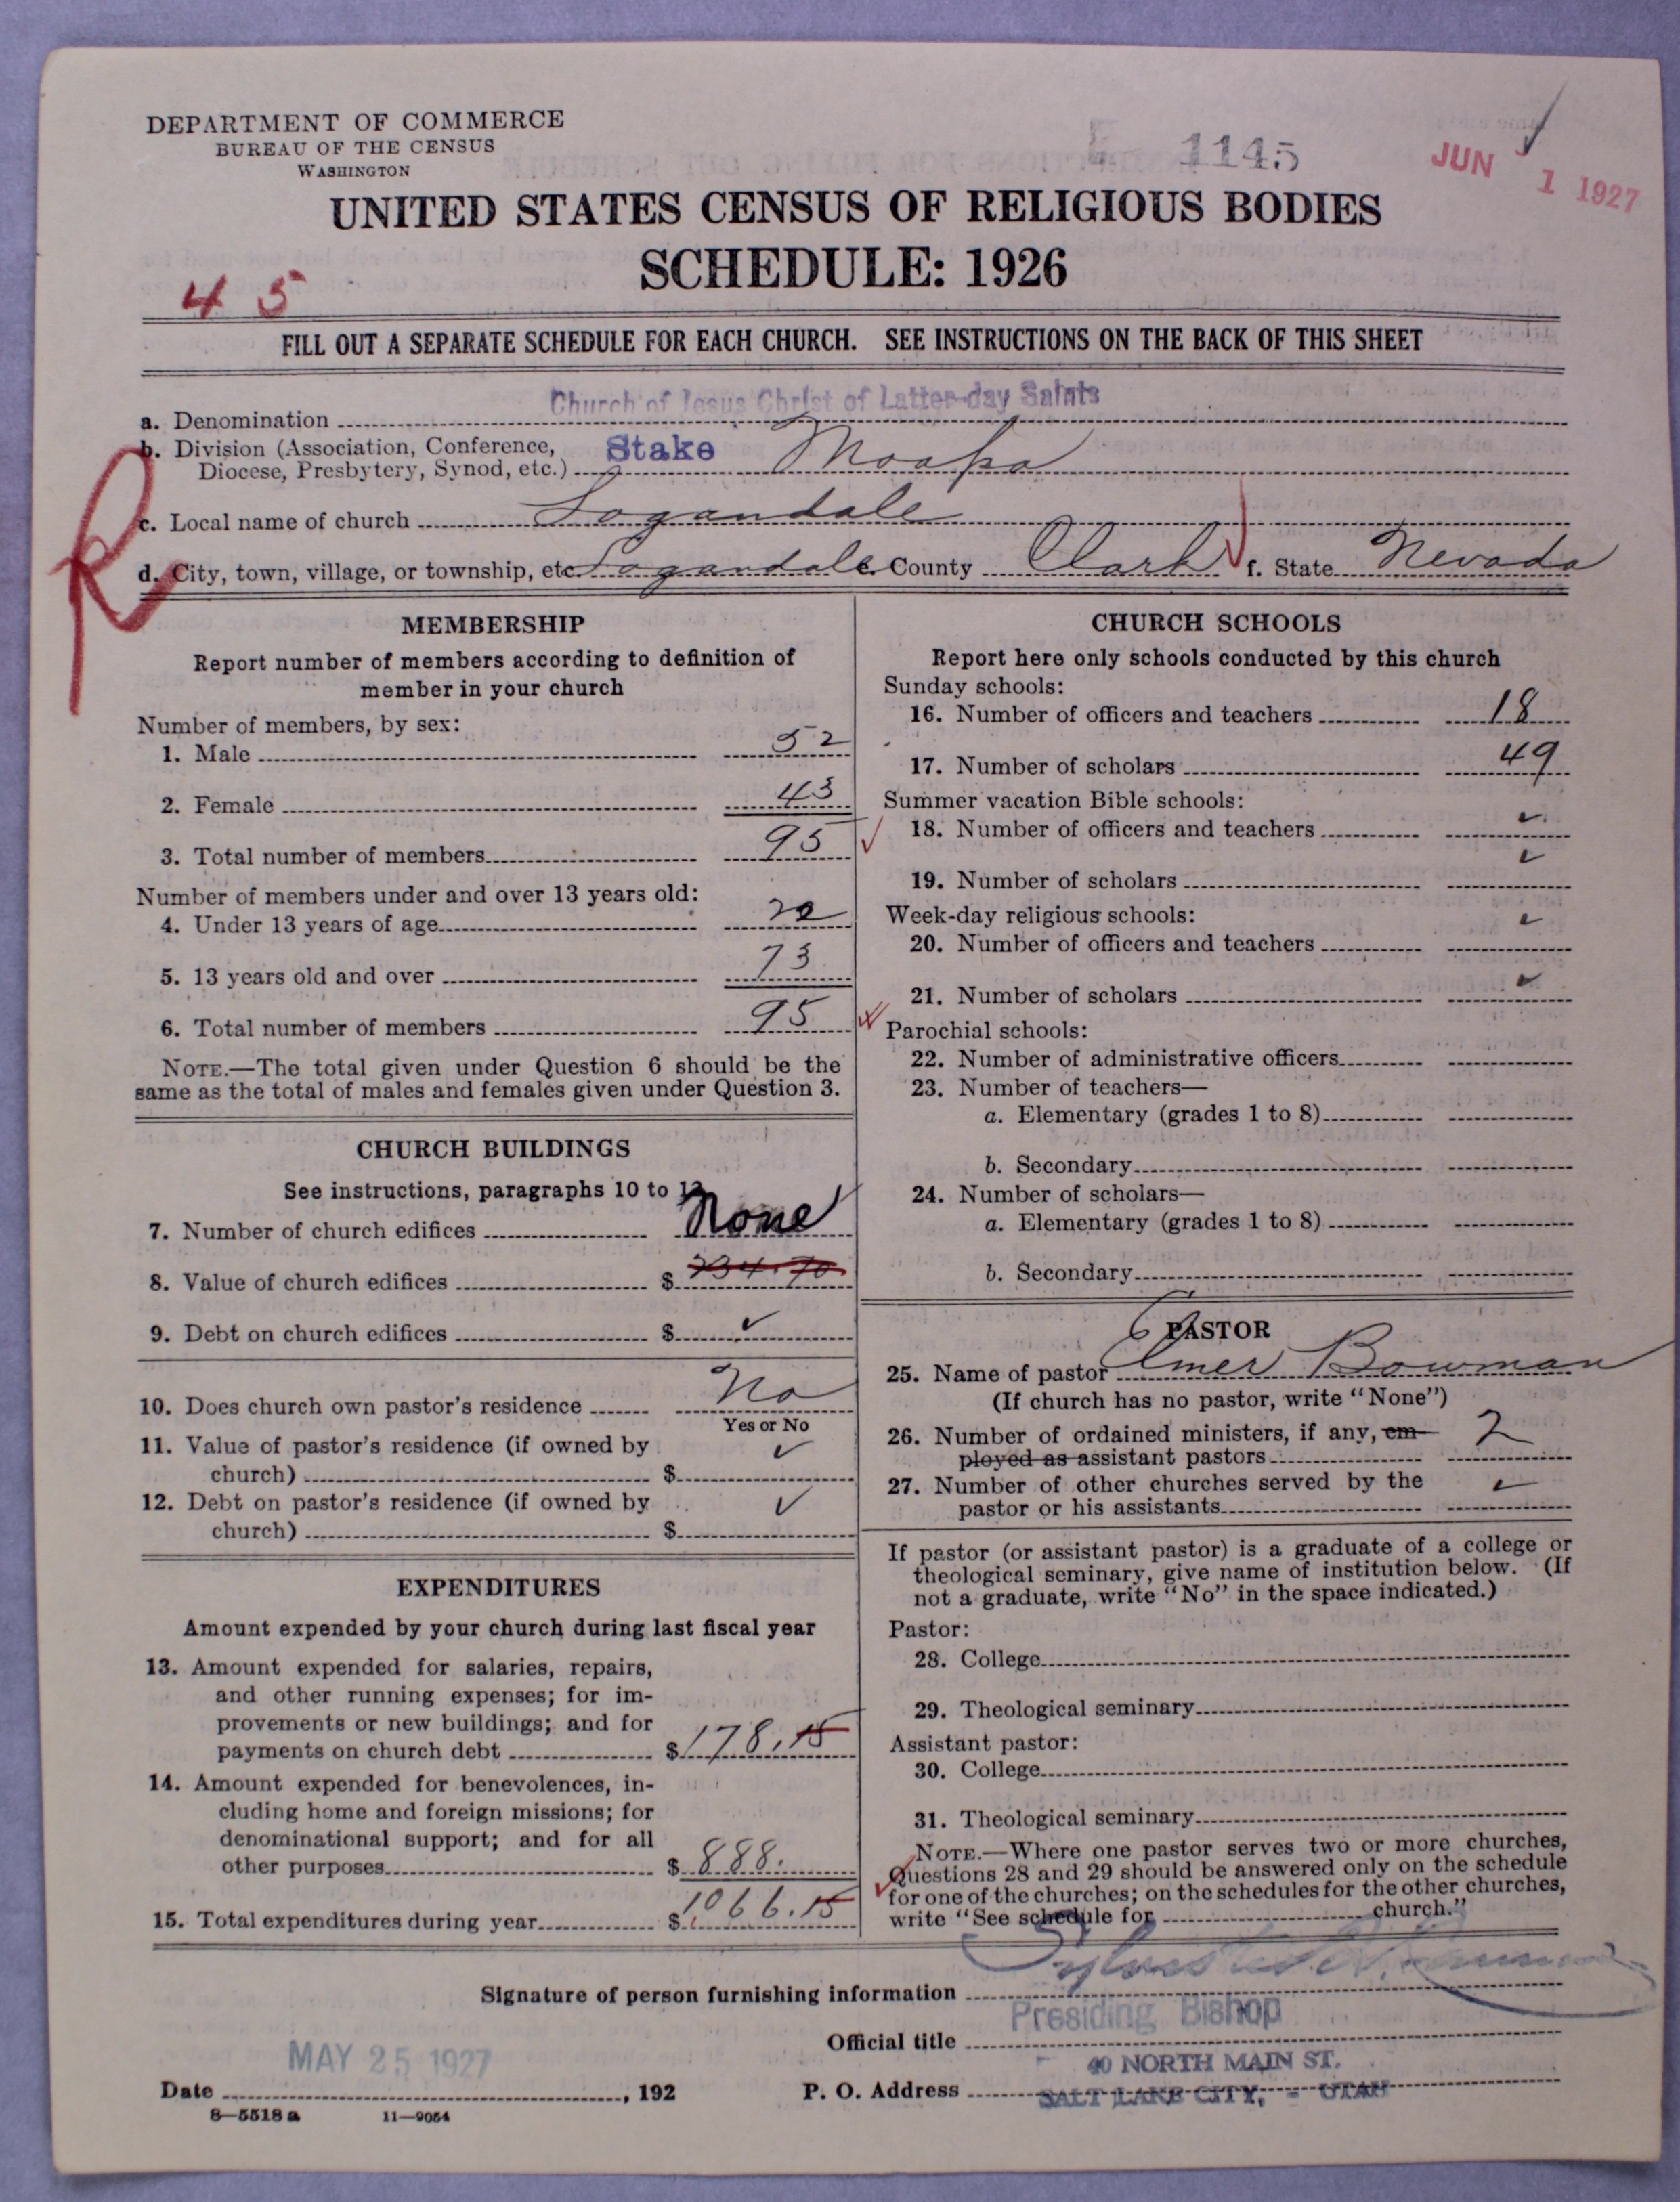 DEPARTMENT OF COMMERCE
BUREAU OF THE CENSUS
WASHINGTON
1145
JUN 1 1927
UNITED STATES CENSUS OF RELIGIOUS BODIES
SCHEDULE: 1926
4 5
FILL OUT A SEPARATE SCHEDULE FOR EACH CHURCH. SEE INSTRUCTIONS ON THE BACK OF THIS SHEET
a. Denomination Church of Jesus Christ of Latter-day Saints
b. Division (Association, Conference,
Diocese, Presbytery, Synod, etc.) Stake Moapa
c. Local name of church Logandale
d. City, town, village, or township, etc. Logandale e. County Clark f. State Nevada
R
MEMBERSHIP
Report number of members according to definition of
member in your church
Number of members, by sex:
1. Male 52
2. Female 43
3. Total number of members 95
Number of members under and over 13 years old:
4. Under 13 years of age 22
5. 13 years old and over 73
6. Total number of members 95
NOTE.—The total given under Question 6 should be the
same as the total of males and females given under Question 3.
CHURCH BUILDINGS
See instructions, paragraphs 10 to 12
7. Number of church edifices None
8. Value of church edifices $ 734.70
9. Debt on church edifices $ ✓
10. Does church own pastor's residence No
Yes or No
11. Value of pastor's residence (if owned by
church) $ ✓
12. Debt on pastor's residence (if owned by
church) $ ✓
EXPENDITURES
Amount expended by your church during last fiscal year
13. Amount expended for salaries, repairs,
and other running expenses; for im-
provements or new buildings; and for
payments on church debt $ 178.15
14. Amount expended for benevolences, in-
cluding home and foreign missions; for
denominational support; and for all
other purposes $ 888.
15. Total expenditures during year $ 1066.15
CHURCH SCHOOLS
Report here only schools conducted by this church
Sunday schools:
16. Number of officers and teachers 18
17. Number of scholars 49
Summer vacation Bible schools:
18. Number of officers and teachers ✓
19. Number of scholars ✓
Week-day religious schools:
20. Number of officers and teachers ✓
21. Number of scholars ✓
Parochial schools:
22. Number of administrative officers
23. Number of teachers—
a. Elementary (grades 1 to 8)
b. Secondary
24. Number of scholars—
a. Elementary (grades 1 to 8)
b. Secondary
PASTOR
25. Name of pastor Elmer Bowman
(If church has no pastor, write "None")
26. Number of ordained ministers, if any, em-
ployed as assistant pastors 2
27. Number of other churches served by the
pastor or his assistants ✓
If pastor (or assistant pastor) is a graduate of a college or
theological seminary, give name of institution below. (If
not a graduate, write "No" in the space indicated.)
Pastor:
28. College
29. Theological seminary
Assistant pastor:
30. College
31. Theological seminary
NOTE.—Where one pastor serves two or more churches,
Questions 28 and 29 should be answered only on the schedule
for one of the churches; on the schedules for the other churches,
write "See schedule for church."
Signature of person furnishing information
Official title Presiding Bishop
MAY 25 1927
Date , 192
P. O. Address 40 NORTH MAIN ST.
SALT LAKE CITY, - UTAH
8—5518 a 11—9054